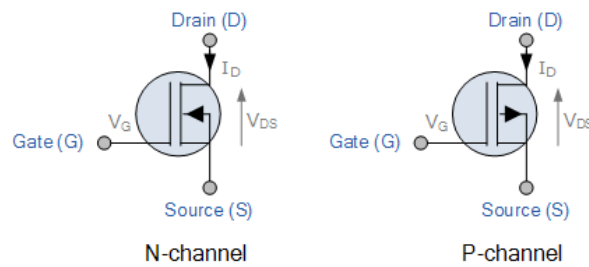 Drain (D)
I_D
V_G
V_DS
Gate (G)
Source (S)
N-channel
Drain (D)
I_D
V_G
V_DS
Gate (G)
Source (S)
P-channel